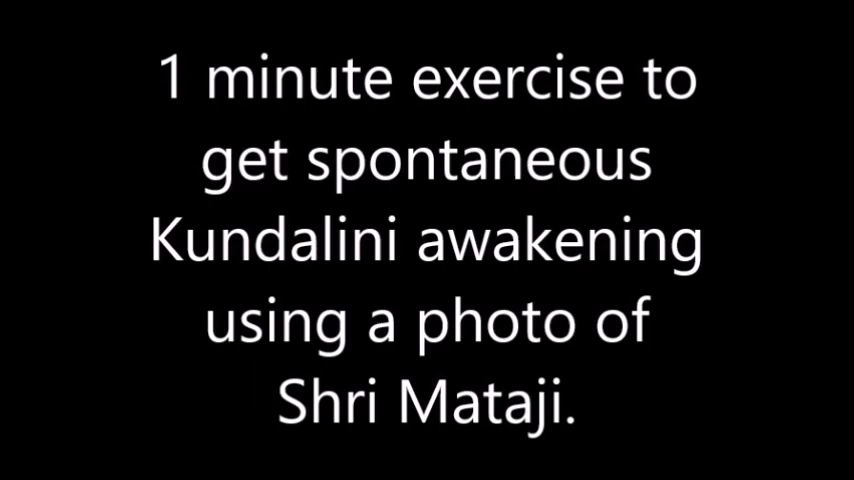 1 minute exercise to
get spontaneous
Kundalini awakening
using a photo of
Shri Mataji.